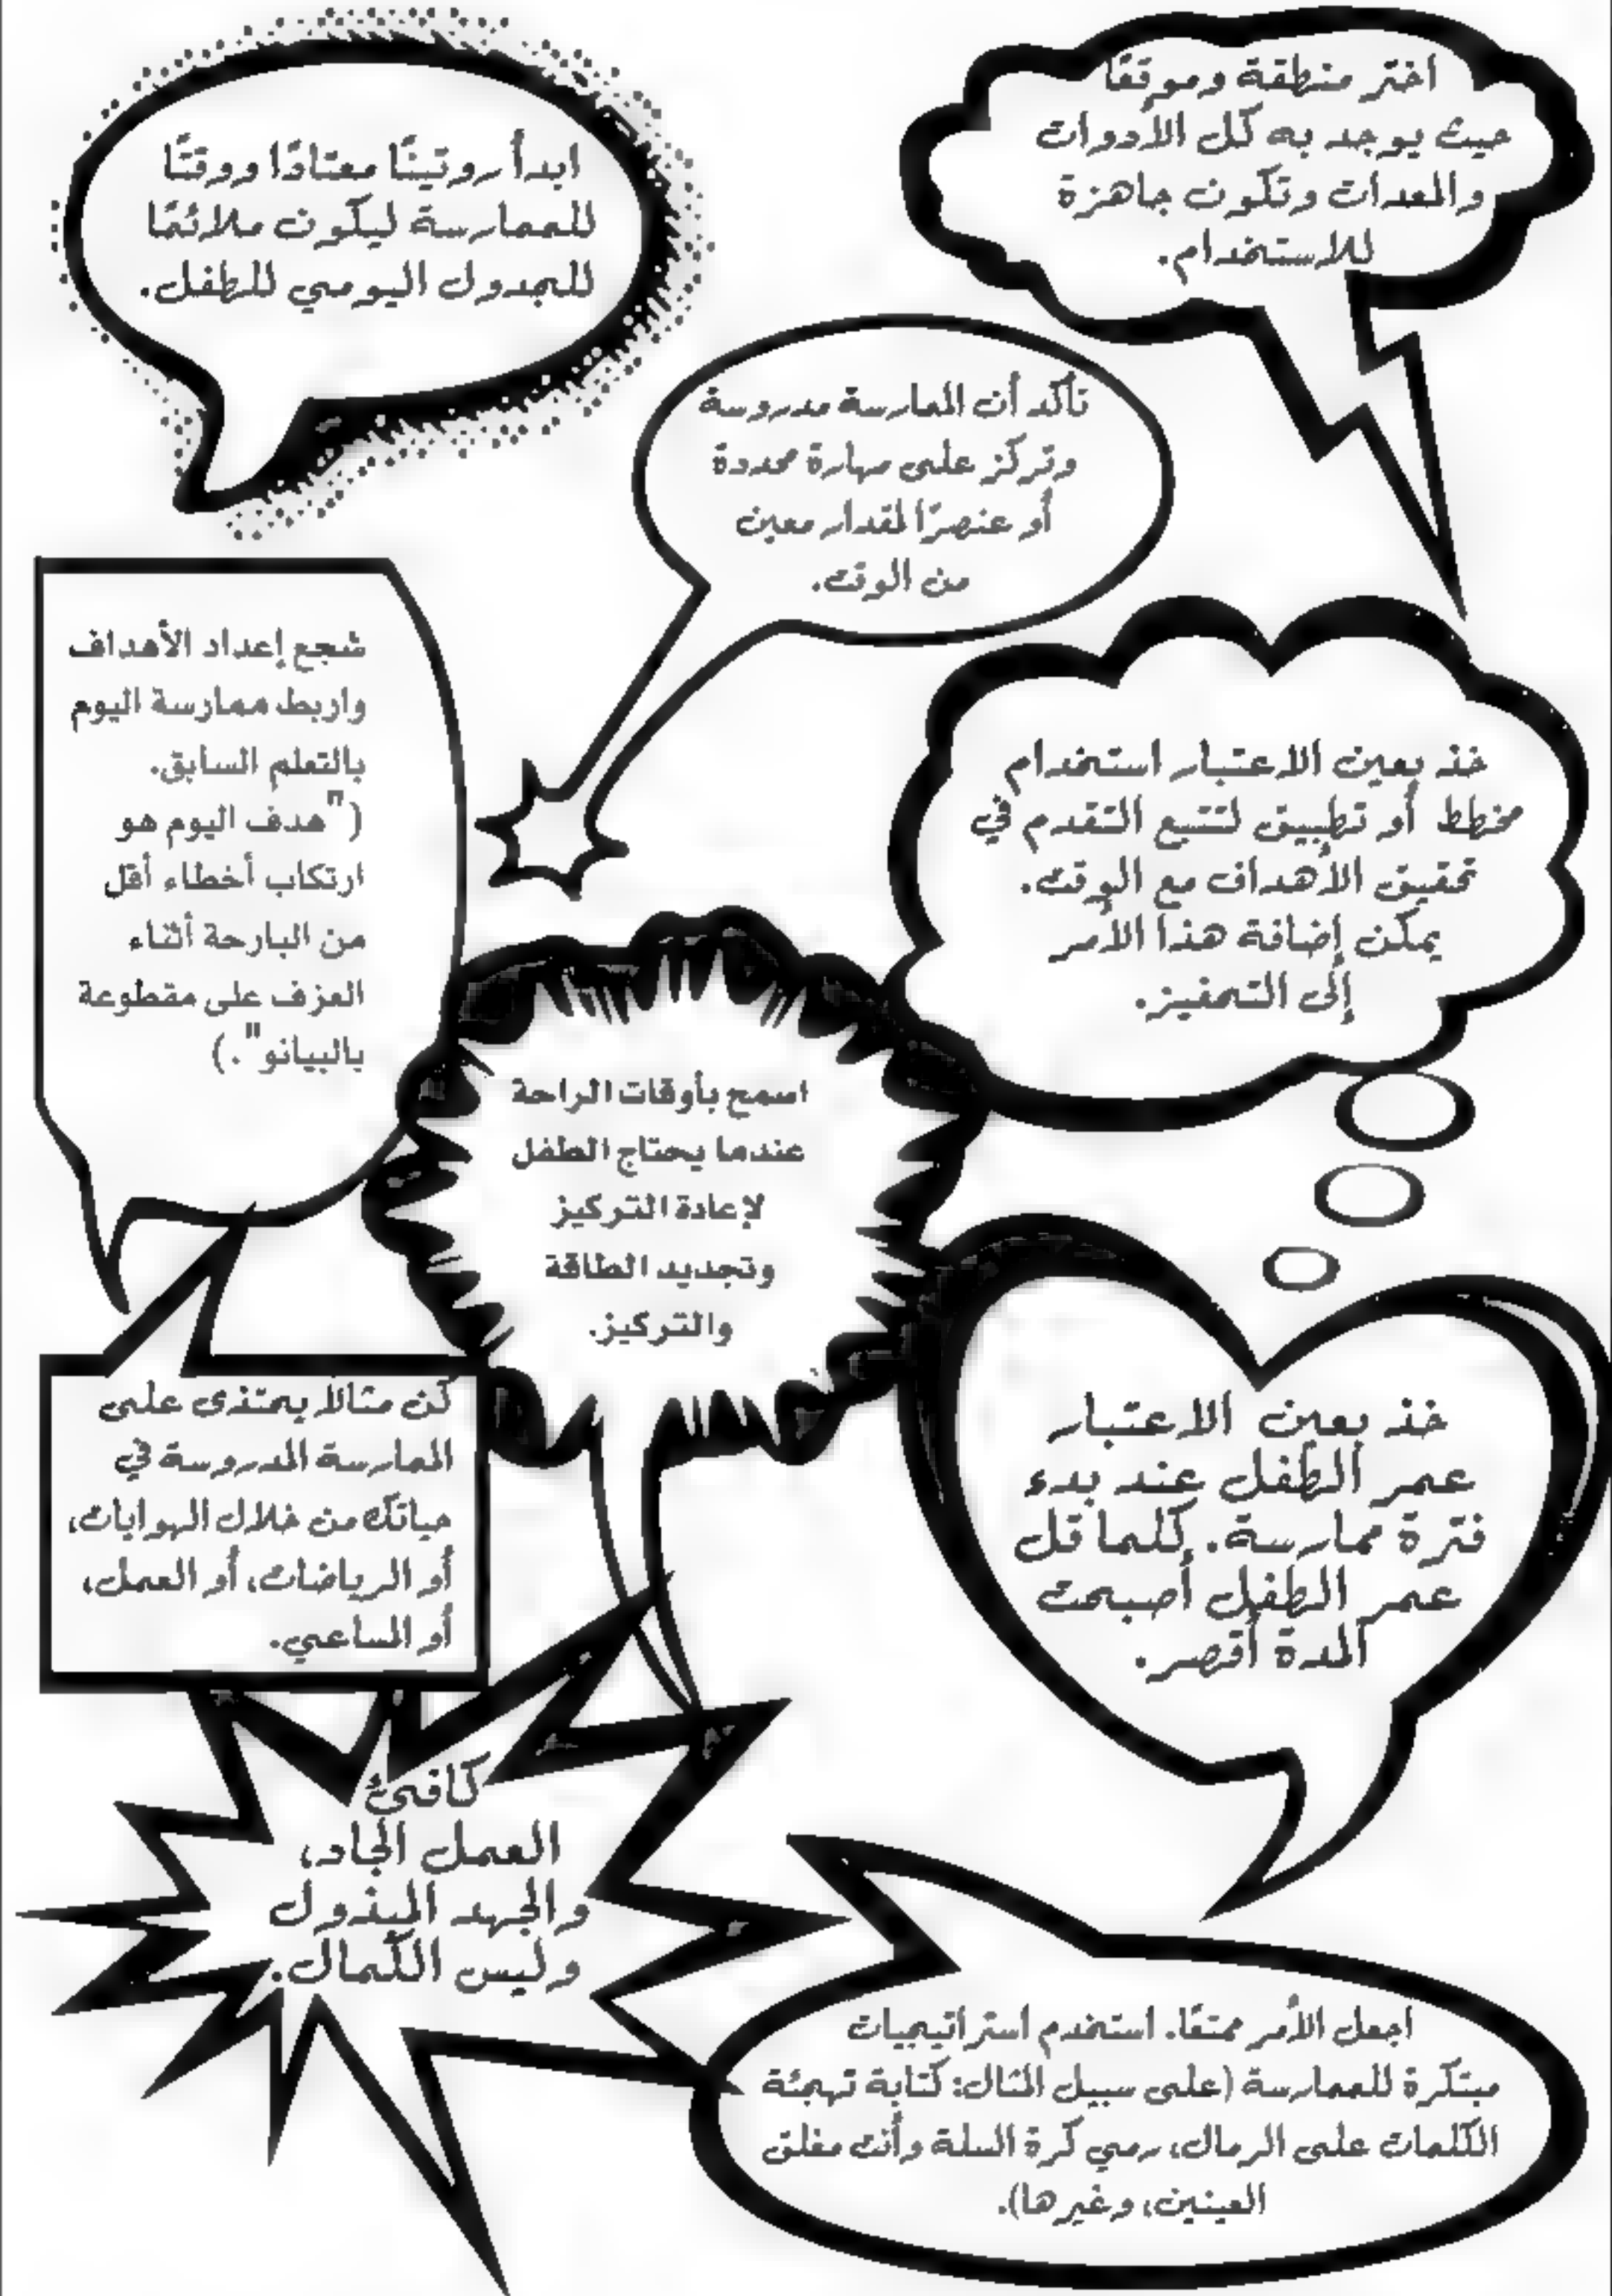 اختر منطقة وموقعًا
حيث يوجد به كل الأدوات
والمعدات وتكون جاهزة
للاستخدام.
ابدأ روتينًا معتادًا ووقتًا
للممارسة ليكون ملائمًا
للجدول اليومي للطفل.
تأكد أن الممارسة مدروسة
وتركز على مهارة محددة
أو عنصرًا لمقدار معين
من الوقت.
شجع إعداد الأهداف
واربط ممارسة اليوم
بالتعلم السابق.
("هدف اليوم هو
ارتكاب أخطاء أقل
من البارحة أثناء
العزف على مقطوعة
بالبيانو".)
خذ بعين الاعتبار استخدام
مخطط أو تطبيق لتتبع التقدم في
تحقيق الأهداف مع الوقت.
يمكن إضافة هذا الأمر
إلى التحفيز.
اسمح بأوقات الراحة
عندما يحتاج الطفل
لإعادة التركيز
وتجديد الطاقة
والتركيز.
خذ بعين الاعتبار
عمر الطفل عند بدء
فترة ممارسة. كلما قل
عمر الطفل أصبحت
المدة أقصر.
كن مثالاً يحتذى على
الممارسة المدروسة في
حياتك من خلال الهوايات،
أو الرياضات، أو العمل،
أو المساعي.
كافئ
العمل الجاد،
والجهد المبذول
وليس الكمال.
اجعل الأمر ممتعًا. استخدم استراتيجيات
مبتكرة للممارسة (على سبيل المثال: كتابة تهجئة
الكلمات على الرمال، رمي كرة السلة وأنت مغلق
العينين، وغيرها).